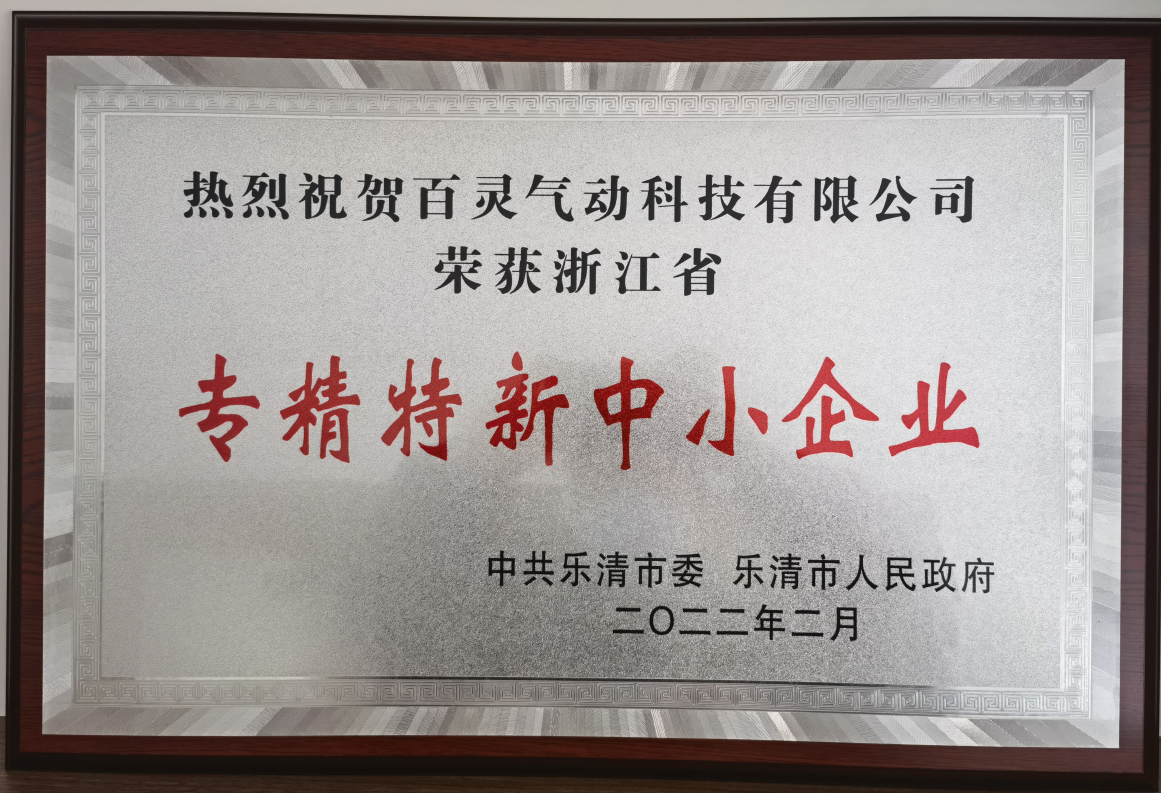 热烈祝贺百灵气动科技有限公司
荣获浙江省
专精特新中小企业
中共乐清市委 乐清市人民政府
二〇二二年二月